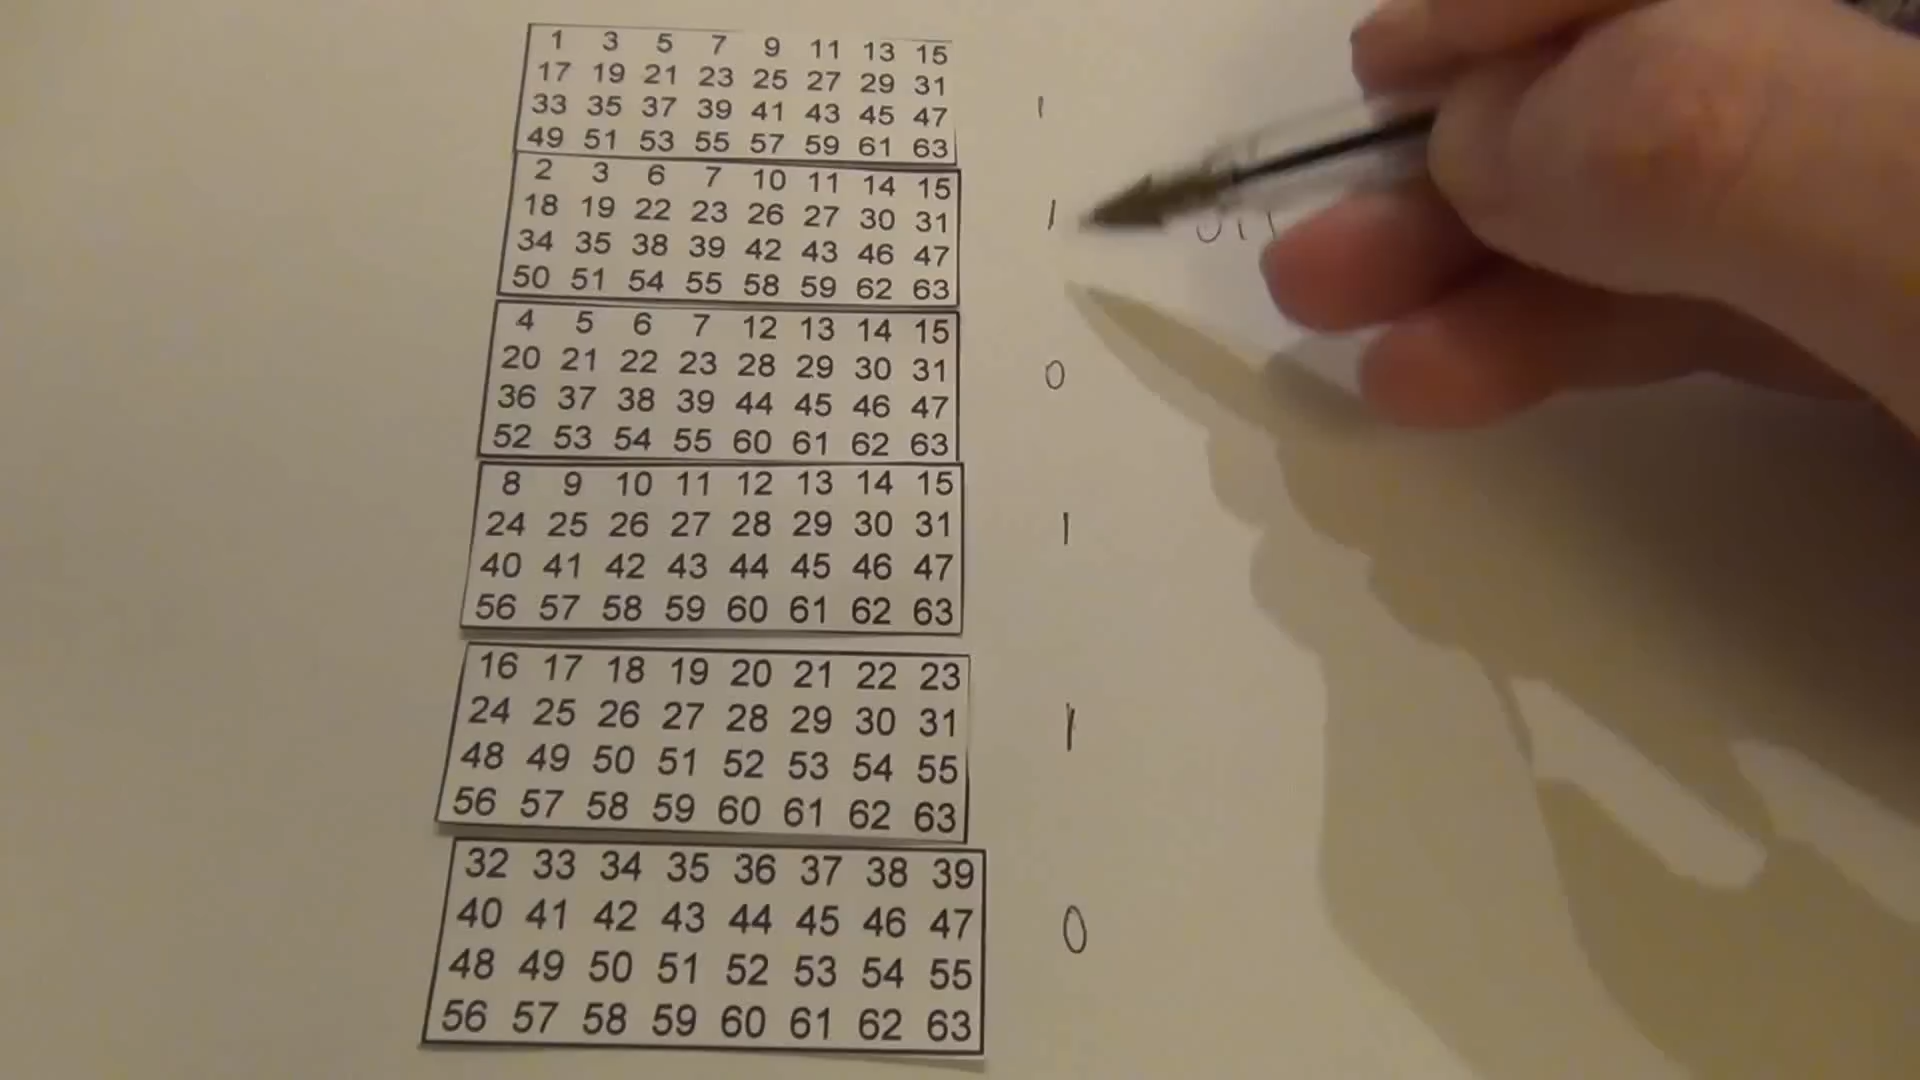 1 3 5 7 9 11 13 15
17 19 21 23 25 27 29 31
33 35 37 39 41 43 45 47
49 51 53 55 57 59 61 63
1
2 3 6 7 10 11 14 15
18 19 22 23 26 27 30 31
34 35 38 39 42 43 46 47
50 51 54 55 58 59 62 63
1
4 5 6 7 12 13 14 15
20 21 22 23 28 29 30 31
36 37 38 39 44 45 46 47
52 53 54 55 60 61 62 63
0
8 9 10 11 12 13 14 15
24 25 26 27 28 29 30 31
40 41 42 43 44 45 46 47
56 57 58 59 60 61 62 63
1
16 17 18 19 20 21 22 23
24 25 26 27 28 29 30 31
48 49 50 51 52 53 54 55
56 57 58 59 60 61 62 63
1
32 33 34 35 36 37 38 39
40 41 42 43 44 45 46 47
48 49 50 51 52 53 54 55
56 57 58 59 60 61 62 63
0